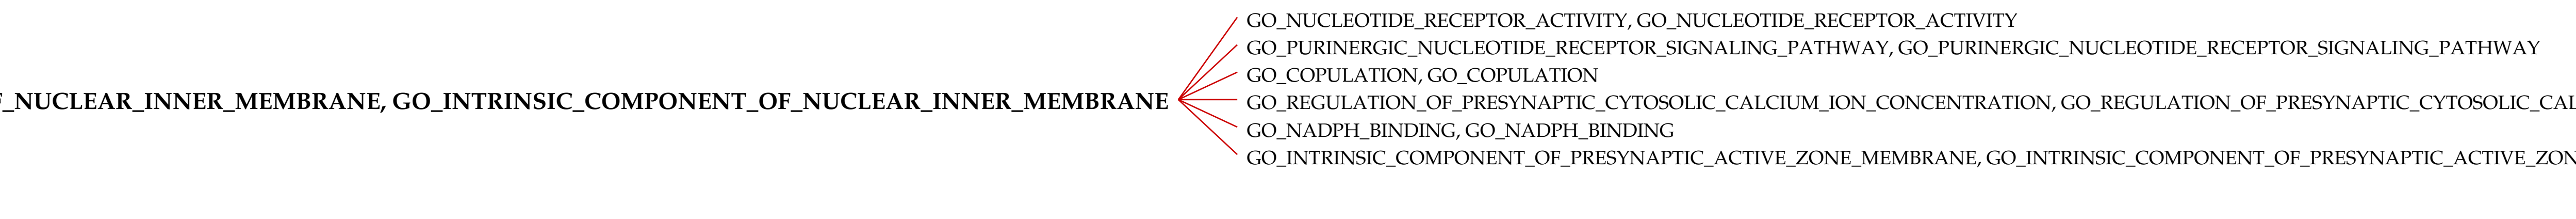 GO_NUCLEOTIDE_RECEPTOR_ACTIVITY, GO_NUCLEOTIDE_RECEPTOR_ACTIVITY
GO_PURINERGIC_NUCLEOTIDE_RECEPTOR_SIGNALING_PATHWAY, GO_PURINERGIC_NUCLEOTIDE_RECEPTOR_SIGNALING_PATHWAY
GO_COPULATION, GO_COPULATION
_NUCLEAR_INNER_MEMBRANE, GO_INTRINSIC_COMPONENT_OF_NUCLEAR_INNER_MEMBRANE
GO_REGULATION_OF_PRESYNAPTIC_CYTOSOLIC_CALCIUM_ION_CONCENTRATION, GO_REGULATION_OF_PRESYNAPTIC_CYTOSOLIC_CAL
GO_NADPH_BINDING, GO_NADPH_BINDING
GO_INTRINSIC_COMPONENT_OF_PRESYNAPTIC_ACTIVE_ZONE_MEMBRANE, GO_INTRINSIC_COMPONENT_OF_PRESYNAPTIC_ACTIVE_ZON